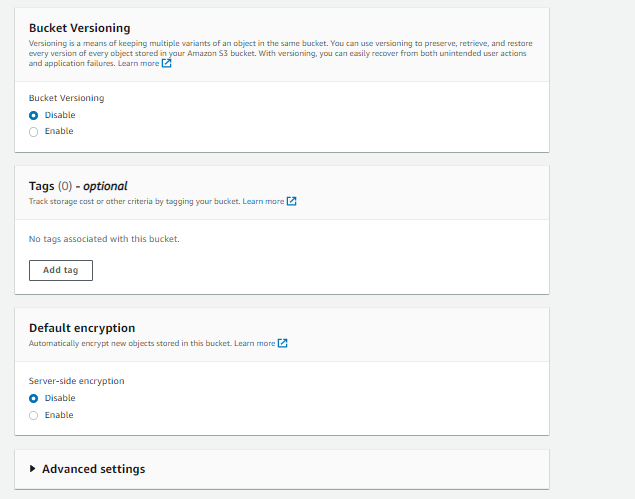 Bucket Versioning
Versioning is a means of keeping multiple variants of an object in the same bucket. You can use versioning to preserve, retrieve, and restore
every version of every object stored in your Amazon S3 bucket. With versioning, you can easily recover from both unintended user actions
and application failures. Learn more
Bucket Versioning
Disable
Enable
Tags (0) - optional
Track storage cost or other criteria by tagging your bucket. Learn more
No tags associated with this bucket.
Add tag
Default encryption
Automatically encrypt new objects stored in this bucket. Learn more
Server-side encryption
Disable
Enable
Advanced settings